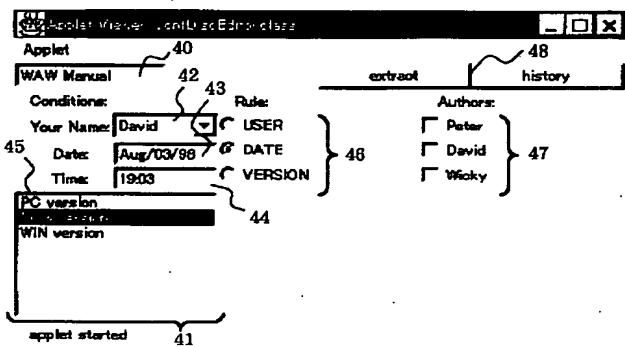 Applet Viewer
Applet 40 48
WAW Manual extract history
42 43
Conditions: Rule: Authors:
Your Name: David USER Peter
45 Date: Aug/03/98 DATE 46 David 47
Time: 19:03 VERSION Wicky
44
PC version
WIN version
applet started 41